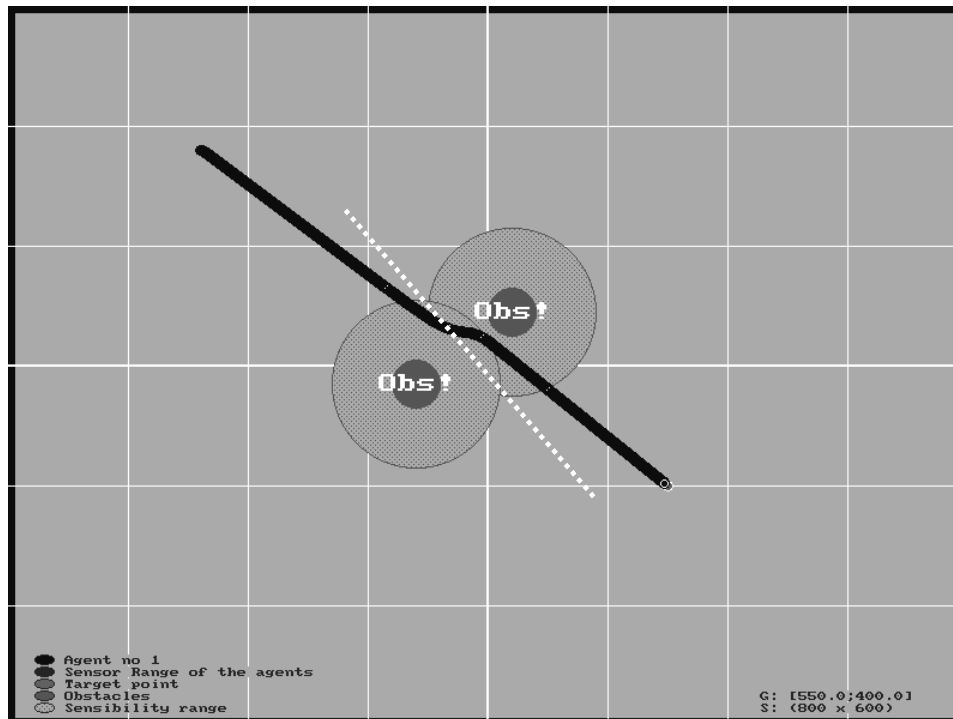 Obs!
Obs!
Agent no 1
Sensor Range of the agents
Target point
Obstacles
Sensibility range
G: [550.0;400.0]
S: (800 x 600)